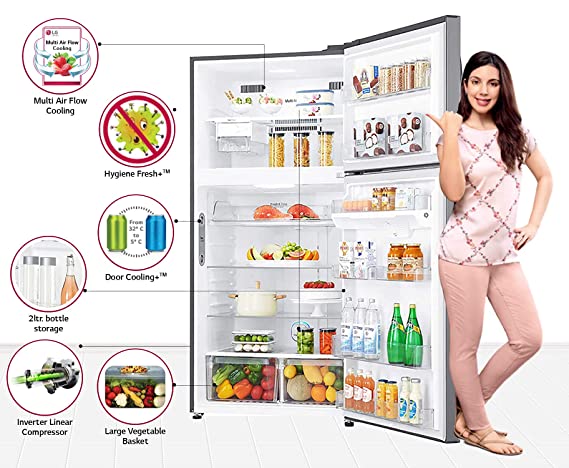 LG
Multi Air Flow
Cooling
Multi Air Flow
Cooling
Hygiene Fresh+™
From
32° C
to
5° C
Door Cooling+™
2ltr. bottle
storage
Inverter Linear
Compressor
Large Vegetable
Basket